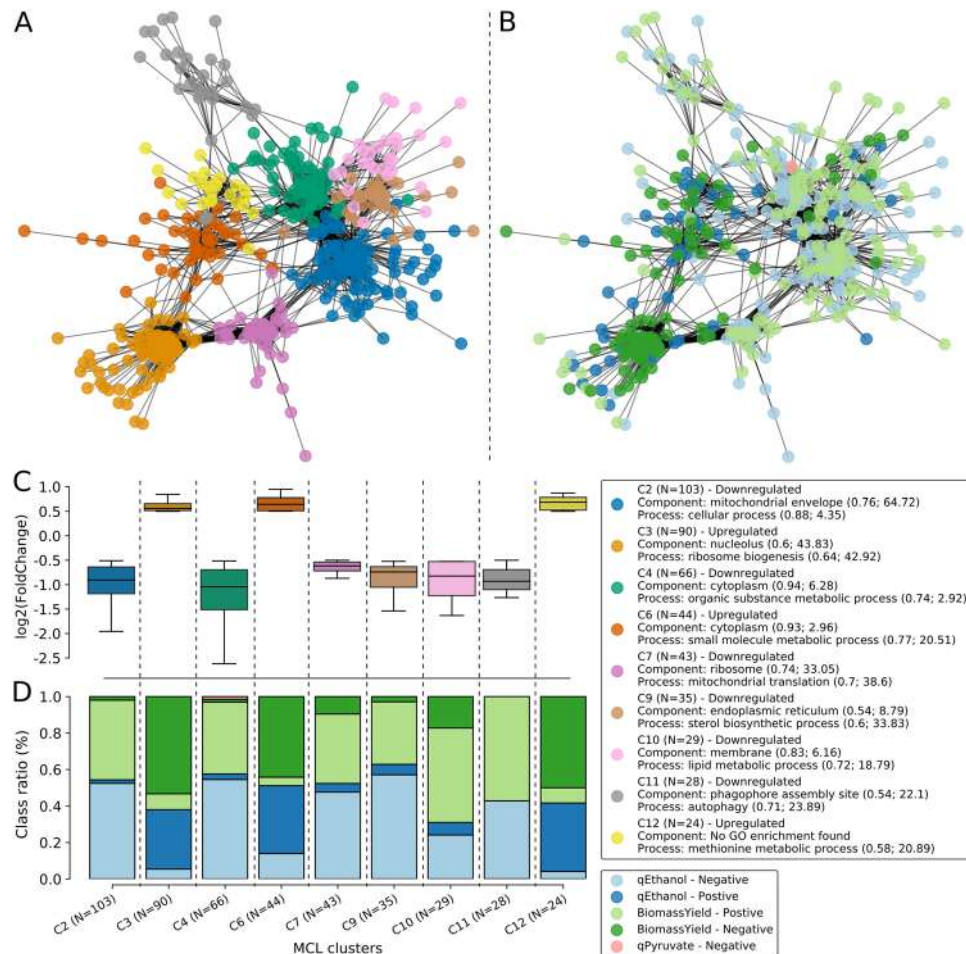 A
B
C
1.0
0.5
0.0
-0.5
-1.0
-1.5
-2.0
-2.5
log2(FoldChange)
D
1.0
0.8
0.6
0.4
0.2
0.0
Class ratio (%)
C2 (N=103)
C3 (N=90)
C4 (N=66)
C6 (N=44)
C7 (N=43)
C9 (N=35)
C10 (N=29)
C11 (N=28)
C12 (N=24)
MCL clusters
C2 (N=103) - Downregulated
Component: mitochondrial envelope (0.76; 64.72)
Process: cellular process (0.88; 4.35)
C3 (N=90) - Upregulated
Component: nucleolus (0.6; 43.83)
Process: ribosome biogenesis (0.64; 42.92)
C4 (N=66) - Downregulated
Component: cytoplasm (0.94; 6.28)
Process: organic substance metabolic process (0.74; 2.92)
C6 (N=44) - Upregulated
Component: cytoplasm (0.93; 2.96)
Process: small molecule metabolic process (0.77; 20.51)
C7 (N=43) - Downregulated
Component: ribosome (0.74; 33.05)
Process: mitochondrial translation (0.7; 38.6)
C9 (N=35) - Downregulated
Component: endoplasmic reticulum (0.54; 8.79)
Process: sterol biosynthetic process (0.6; 33.83)
C10 (N=29) - Downregulated
Component: membrane (0.83; 6.16)
Process: lipid metabolic process (0.72; 18.79)
C11 (N=28) - Downregulated
Component: phagophore assembly site (0.54; 22.1)
Process: autophagy (0.71; 23.89)
C12 (N=24) - Upregulated
Component: No GO enrichment found
Process: methionine metabolic process (0.58; 20.89)
qEthanol - Negative
qEthanol - Postive
BiomassYield - Postive
BiomassYield - Negative
qPyruvate - Negative